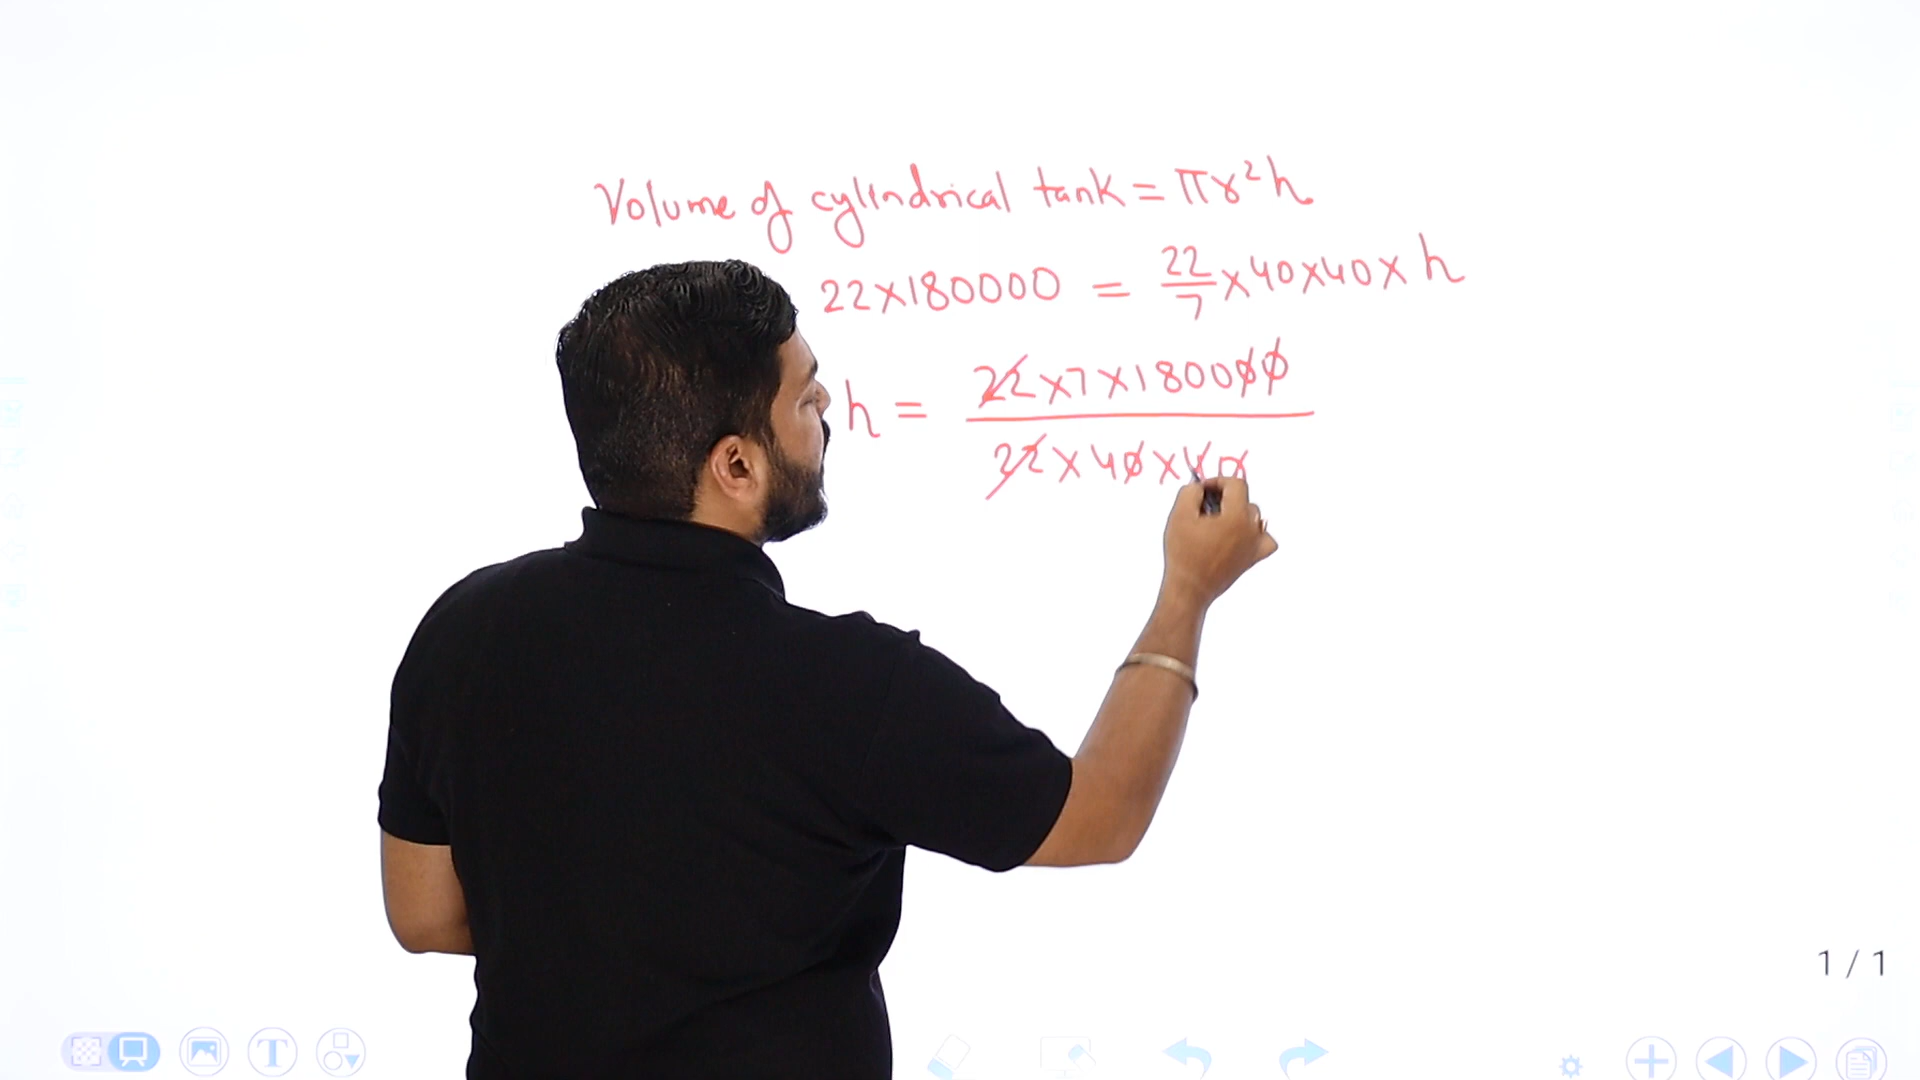 Volume of cylindrical tank = πr²h
22×180000 = 22/7 ×40×40× h
h = 22×7×180000 / 22×40×40
1 / 1
T